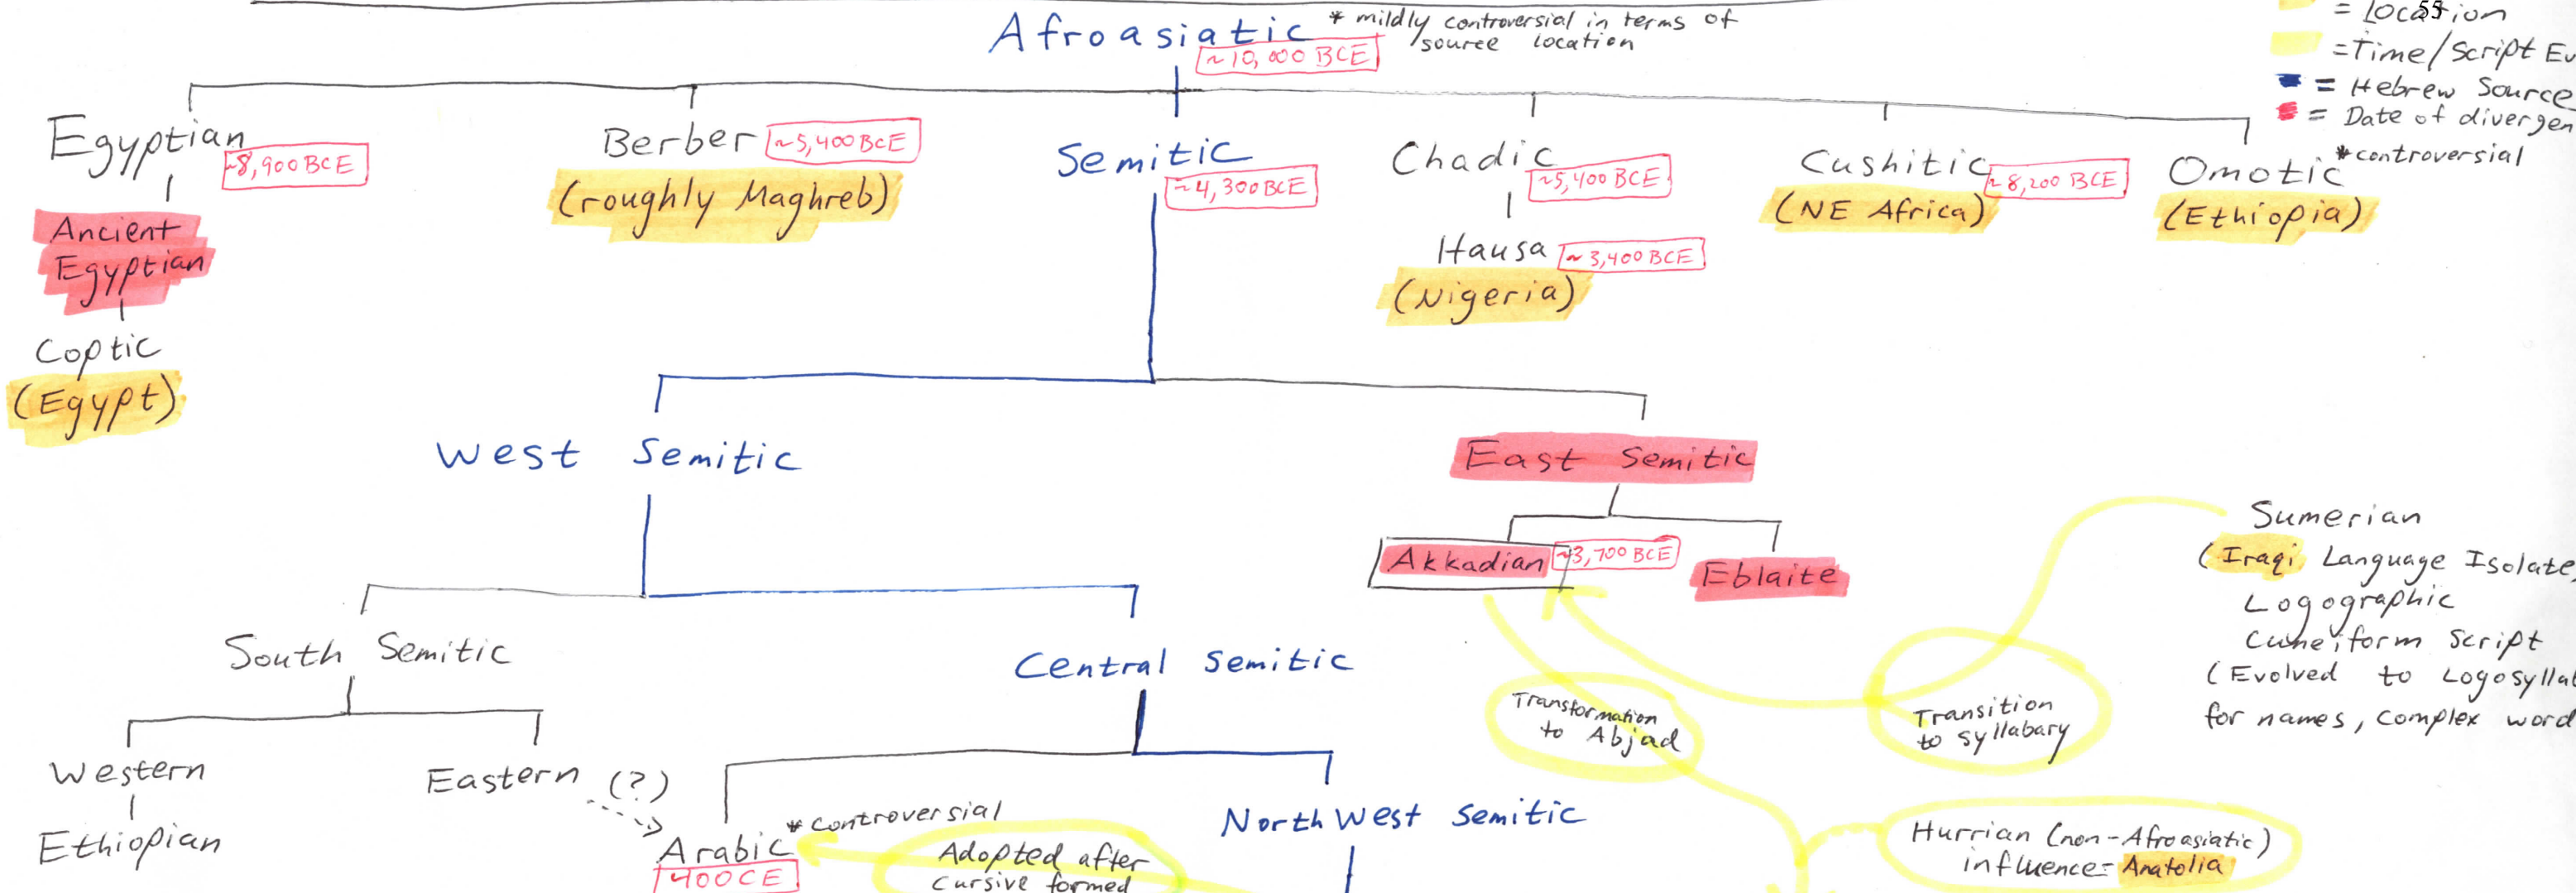 Afroasiatic
* mildly controversial in terms of
source location
~10,000 BCE
= Location
55
=Time/Script Ev
= Hebrew Source
= Date of divergen
Egyptian
~8,900 BCE
Ancient
Egyptian
Coptic
(Egypt)
Berber
~5,400 BCE
(roughly Maghreb)
Semitic
~4,300 BCE
Chadic
~5,400 BCE
Hausa
~3,400 BCE
(Nigeria)
Cushitic
~8,200 BCE
(NE Africa)
Omotic
*controversial
(Ethiopia)
West Semitic
East Semitic
Akkadian
~3,700 BCE
Eblaite
Sumerian
(Iraqi Language Isolate,
Logographic
Cuneiform Script
(Evolved to Logosyllab
for names, complex word
South Semitic
Central Semitic
Transformation
to Abjad
Transition
to syllabary
Western
Ethiopian
Eastern (?)
Arabic
*controversial
400CE
Adopted after
cursive formed
NorthWest Semitic
Hurrian (non-Afroasiatic)
influence= Anatolia